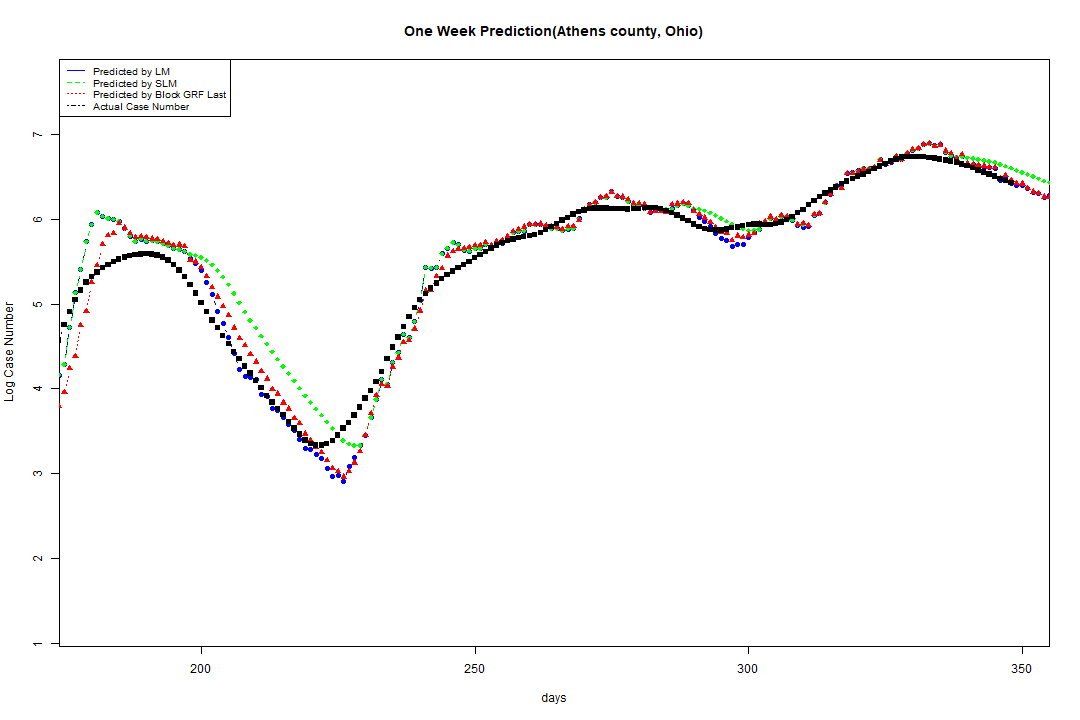 One Week Prediction(Athens county, Ohio)
Predicted by LM
Predicted by SLM
Predicted by Block GRF Last
Actual Case Number
7
6
5
4
3
2
1
Log Case Number
200 250 300 350
days